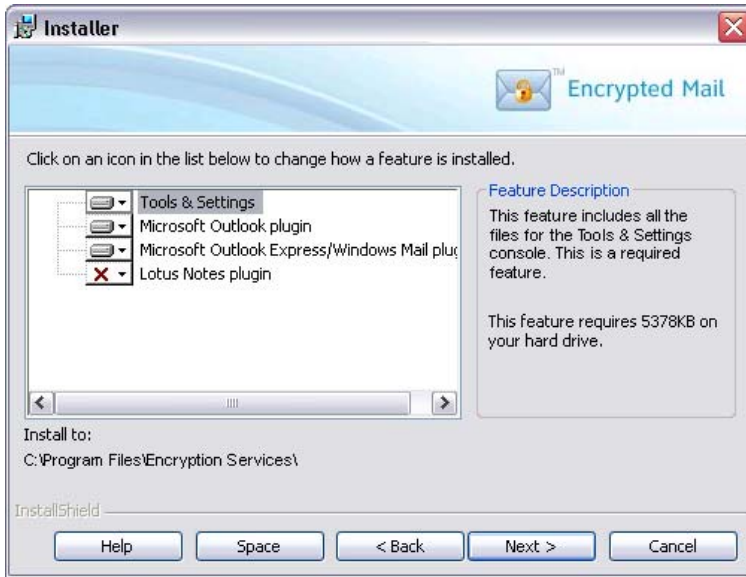 Installer
TM
Encrypted Mail
Click on an icon in the list below to change how a feature is installed.
Tools & Settings
Microsoft Outlook plugin
Microsoft Outlook Express/Windows Mail plug
Lotus Notes plugin
Feature Description
This feature includes all the
files for the Tools & Settings
console. This is a required
feature.
This feature requires 5378KB on
your hard drive.
Install to:
C:\Program Files\Encryption Services\
InstallShield
Help
Space
< Back
Next >
Cancel